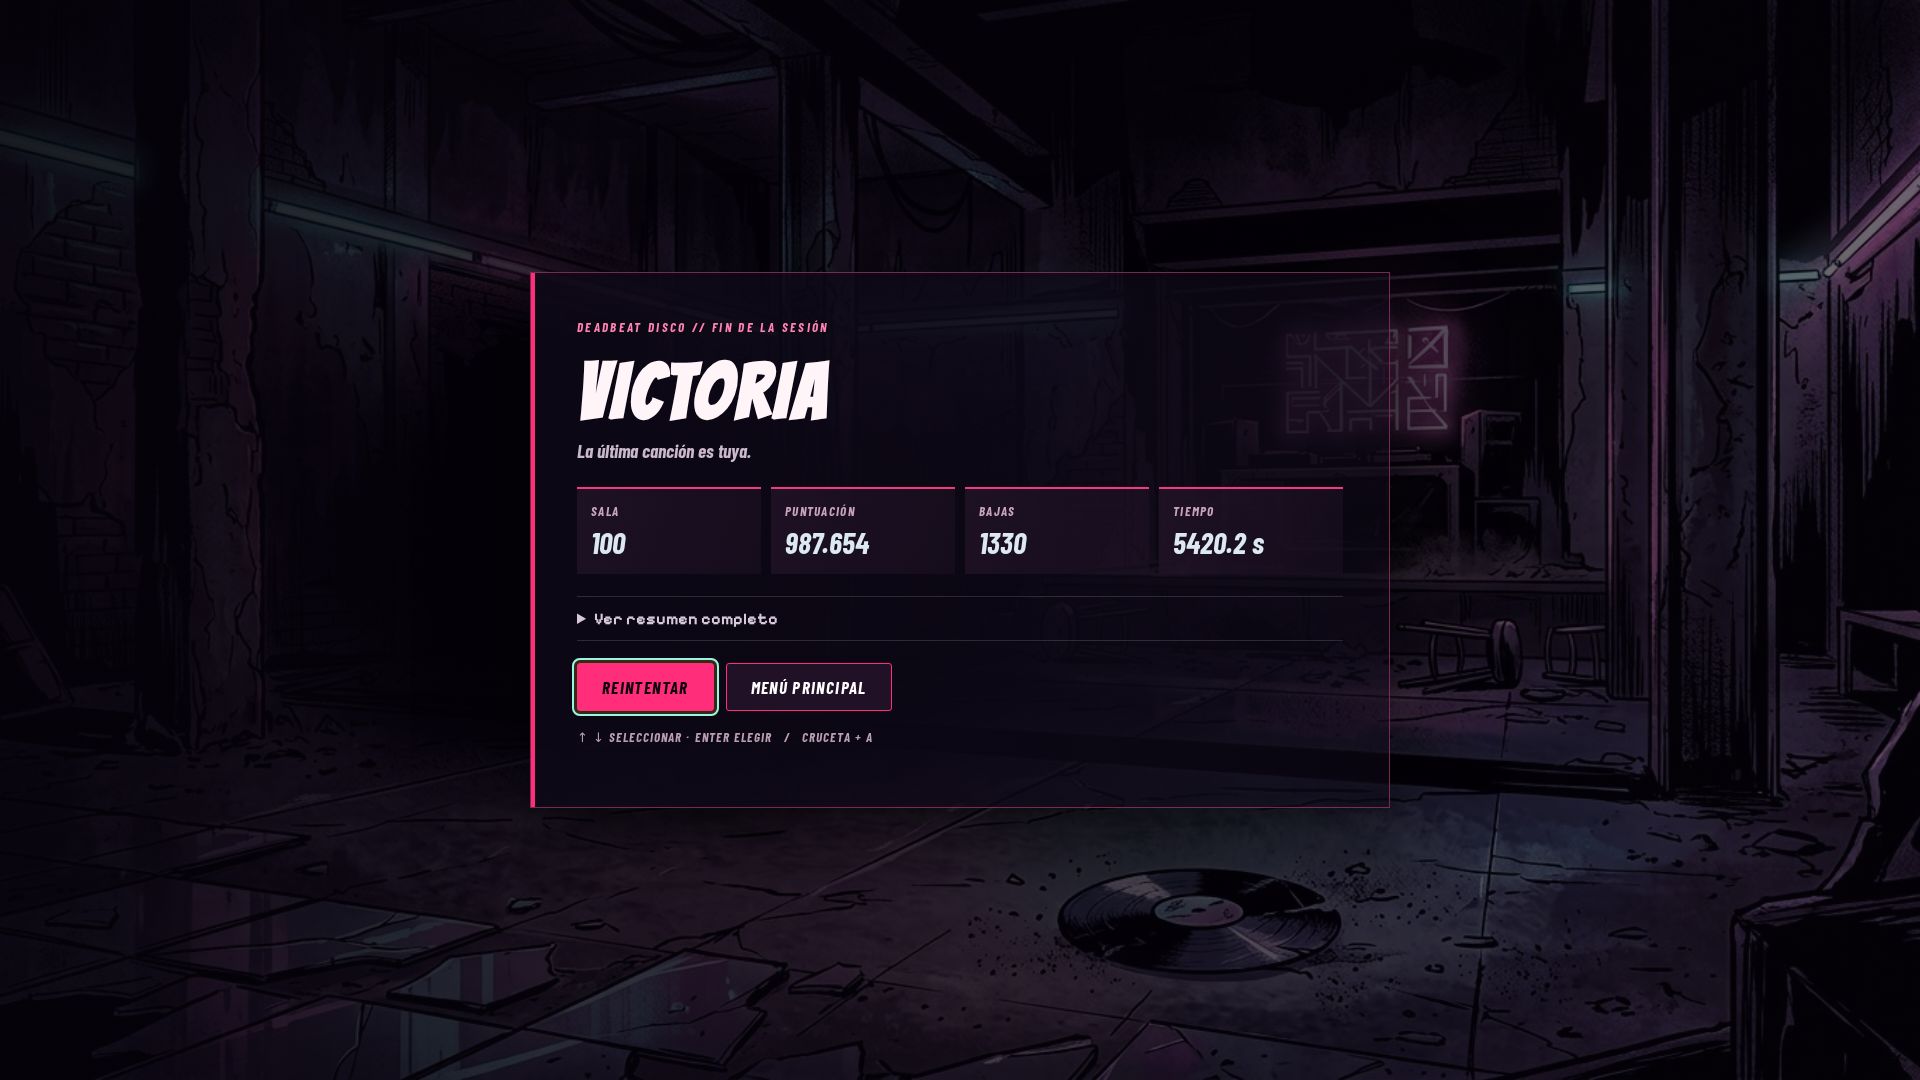 DEADBEAT DISCO // FIN DE LA SESIÓN
VICTORIA
La última canción es tuya.
SALA
100
PUNTUACIÓN
987.654
BAJAS
1330
TIEMPO
5420.2 s
▶ Ver resumen completo
REINTENTAR
MENÚ PRINCIPAL
↑ ↓ SELECCIONAR · ENTER ELEGIR / CRUCETA + A